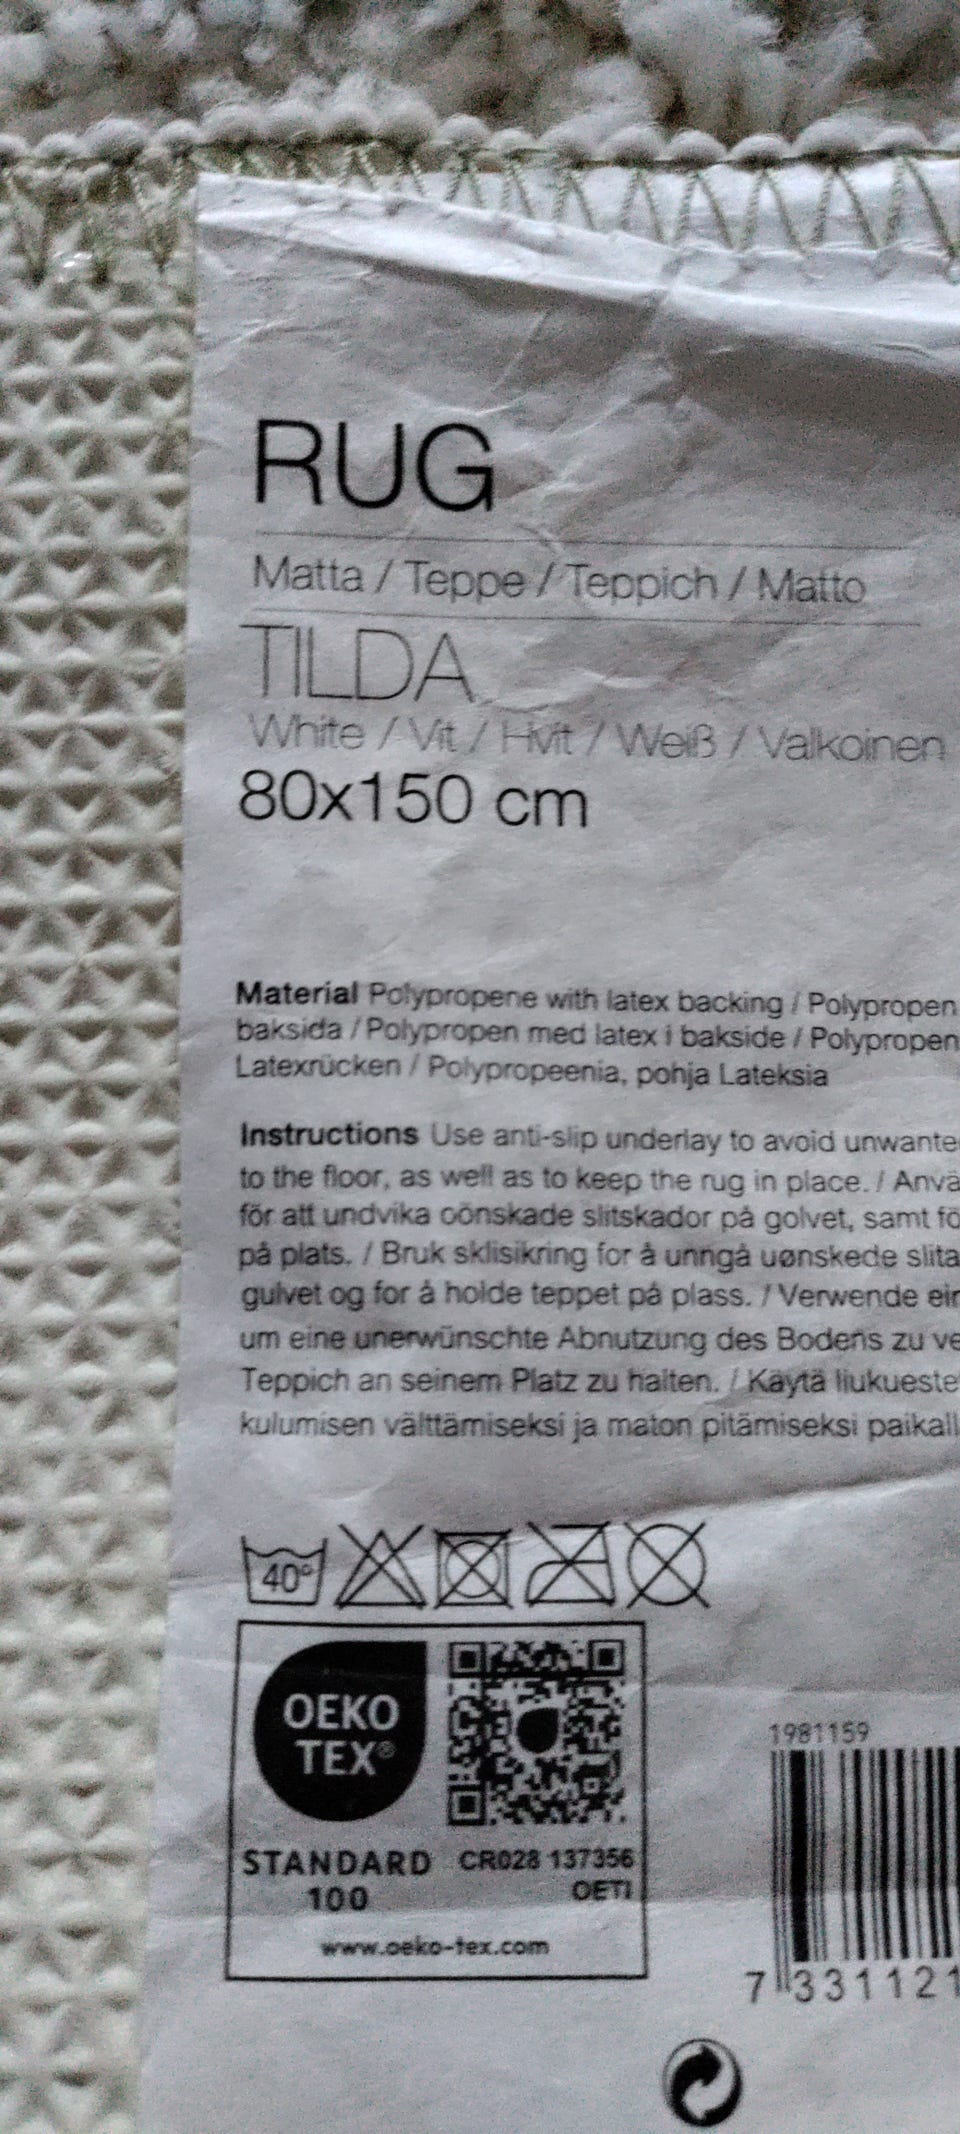 RUG
Matta / Teppe / Teppich / Matto
TILDA
White / Vit / Hvit / Weiß / Valkoinen
80x150 cm
Material Polypropene with latex backing / Polypropen
baksida / Polypropen med latex i bakside / Polypropen
Latexrücken / Polypropeenia, pohja Lateksia
Instructions Use anti-slip underlay to avoid unwante
to the floor, as well as to keep the rug in place. / Anvä
för att undvika oönskade slitskador på golvet, samt fö
på plats. / Bruk sklisikring for å unngå uønskede slita
gulvet og for å holde teppet på plass. / Verwende ein
um eine unerwünschte Abnutzung des Bodens zu ve
Teppich an seinem Platz zu halten. / Käytä liukueste
kulumisen välttämiseksi ja maton pitämiseksi paikall
40°
OEKO
TEX®
STANDARD
100
CR028 137356
OETI
www.oeko-tex.com
1981159
7 331121